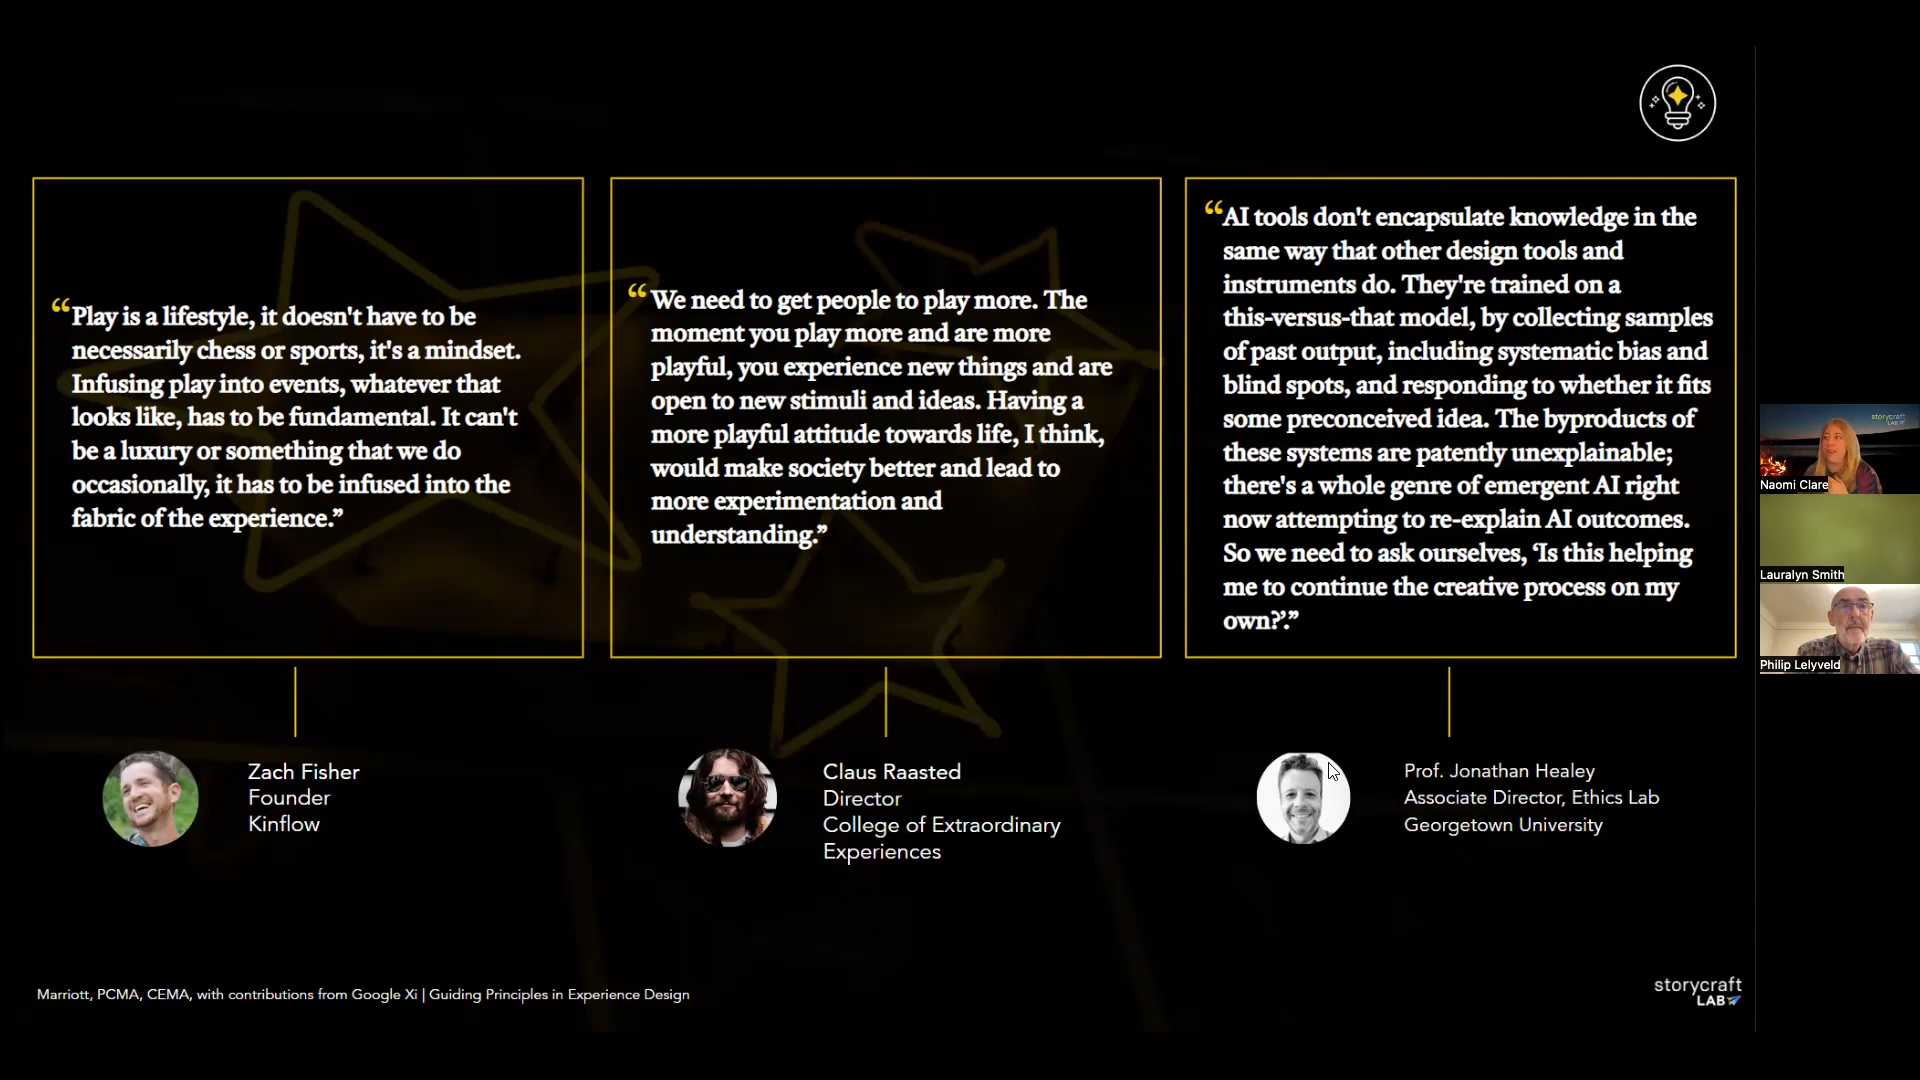 “Play is a lifestyle, it doesn't have to be
necessarily chess or sports, it's a mindset.
Infusing play into events, whatever that
looks like, has to be fundamental. It can't
be a luxury or something that we do
occasionally, it has to be infused into the
fabric of the experience.”
Zach Fisher
Founder
Kinflow
“We need to get people to play more. The
moment you play more and are more
playful, you experience new things and are
open to new stimuli and ideas. Having a
more playful attitude towards life, I think,
would make society better and lead to
more experimentation and
understanding.”
Claus Raasted
Director
College of Extraordinary
Experiences
“AI tools don't encapsulate knowledge in the
same way that other design tools and
instruments do. They're trained on a
this-versus-that model, by collecting samples
of past output, including systematic bias and
blind spots, and responding to whether it fits
some preconceived idea. The byproducts of
these systems are patently unexplainable;
there's a whole genre of emergent AI right
now attempting to re-explain AI outcomes.
So we need to ask ourselves, ‘Is this helping
me to continue the creative process on my
own?’.”
Prof. Jonathan Healey
Associate Director, Ethics Lab
Georgetown University
Marriott, PCMA, CEMA, with contributions from Google Xi | Guiding Principles in Experience Design
storycraft
LAB
storycraft
LAB
Naomi Clare
Lauralyn Smith
Philip Lelyveld